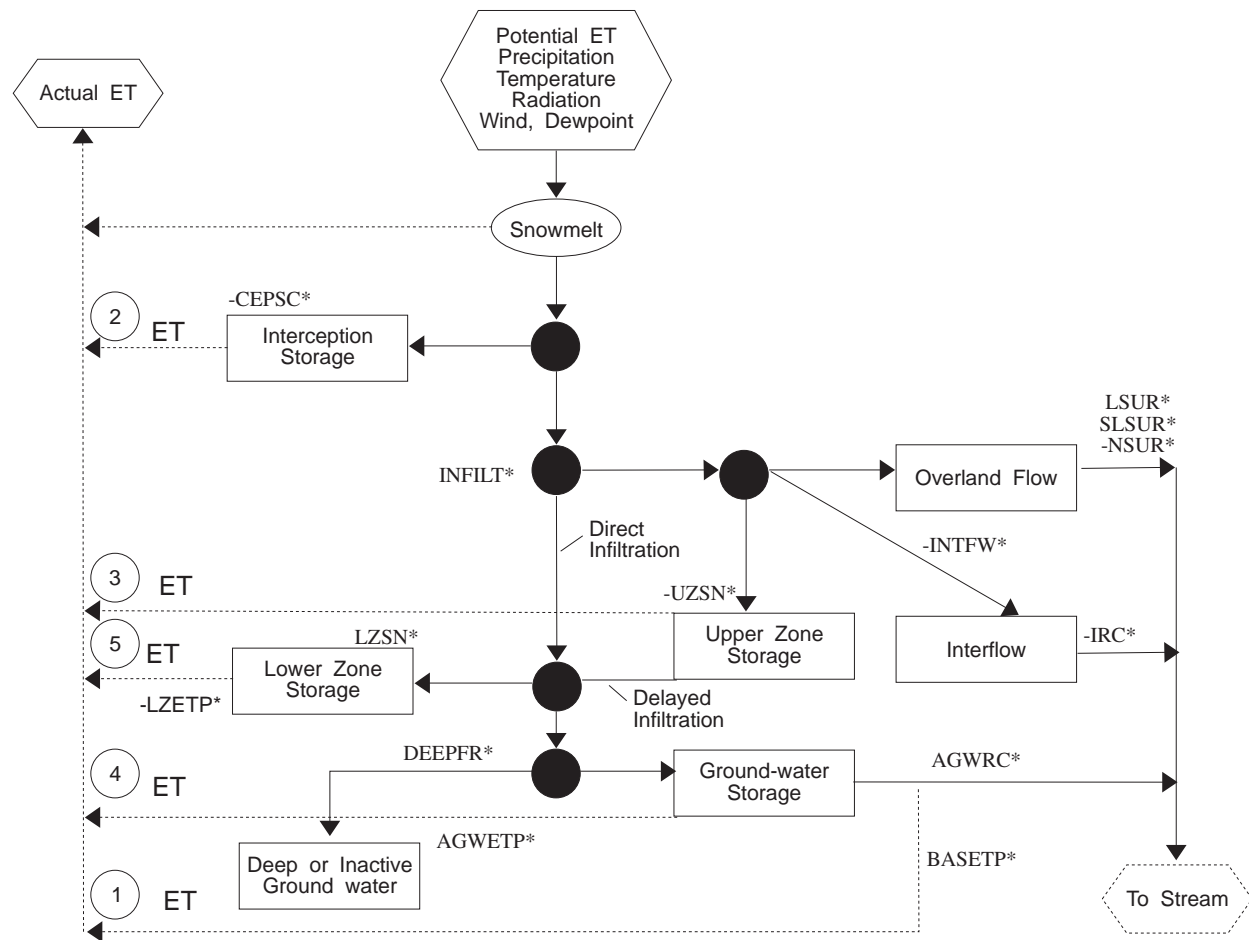 Potential ET
Precipitation
Temperature
Radiation
Wind, Dewpoint
Actual ET
Snowmelt
2
ET
-CEPSC*
Interception
Storage
LSUR*
SLSUR*
-NSUR*
INFILT*
Overland Flow
Direct
Infiltration
-INTFW*
3
ET
-UZSN*
Upper Zone
Storage
Interflow
-IRC*
5
ET
LZSN*
Lower Zone
Storage
-LZETP*
Delayed
Infiltration
4
ET
DEEPFR*
Ground-water
Storage
AGWRC*
AGWETP*
Deep or Inactive
Ground water
BASETP*
1
ET
To Stream